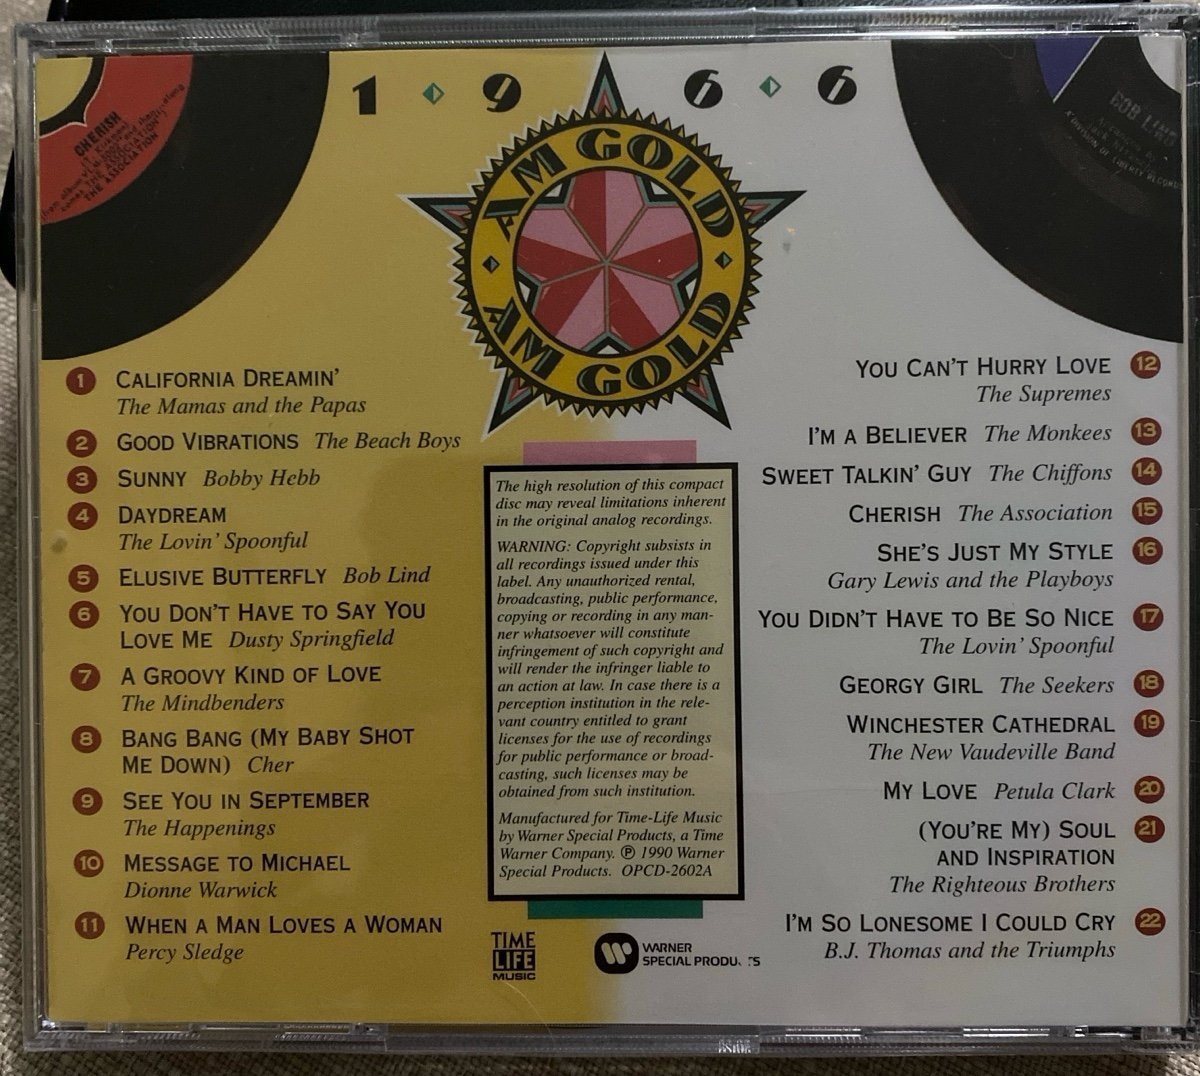 1 9 6 6
CHERISH
(T. Kirkman)
THE ASSOCIATION
BOB LIND
DIVISION OF LIBERTY RECORDS
AM GOLD
AM GOLD
1 CALIFORNIA DREAMIN'
The Mamas and the Papas
2 GOOD VIBRATIONS The Beach Boys
3 SUNNY Bobby Hebb
4 DAYDREAM
The Lovin' Spoonful
5 ELUSIVE BUTTERFLY Bob Lind
6 YOU DON'T HAVE TO SAY YOU
LOVE ME Dusty Springfield
7 A GROOVY KIND OF LOVE
The Mindbenders
8 BANG BANG (MY BABY SHOT
ME DOWN) Cher
9 SEE YOU IN SEPTEMBER
The Happenings
10 MESSAGE TO MICHAEL
Dionne Warwick
11 WHEN A MAN LOVES A WOMAN
Percy Sledge
The high resolution of this compact
disc may reveal limitations inherent
in the original analog recordings.
WARNING: Copyright subsists in
all recordings issued under this
label. Any unauthorized rental,
broadcasting, public performance,
copying or recording in any man-
ner whatsoever will constitute
infringement of such copyright and
will render the infringer liable to
an action at law. In case there is a
perception institution in the rele-
vant country entitled to grant
licenses for the use of recordings
for public performance or broad-
casting, such licenses may be
obtained from such institution.
Manufactured for Time-Life Music
by Warner Special Products, a Time
Warner Company. ℗ 1990 Warner
Special Products. OPCD-2602A
TIME
LIFE
MUSIC
WARNER
SPECIAL PRODUCTS
YOU CAN'T HURRY LOVE 12
The Supremes
I'M A BELIEVER The Monkees 13
SWEET TALKIN' GUY The Chiffons 14
CHERISH The Association 15
SHE'S JUST MY STYLE 16
Gary Lewis and the Playboys
YOU DIDN'T HAVE TO BE SO NICE 17
The Lovin' Spoonful
GEORGY GIRL The Seekers 18
WINCHESTER CATHEDRAL 19
The New Vaudeville Band
MY LOVE Petula Clark 20
(YOU'RE MY) SOUL 21
AND INSPIRATION
The Righteous Brothers
I'M SO LONESOME I COULD CRY 22
B.J. Thomas and the Triumphs